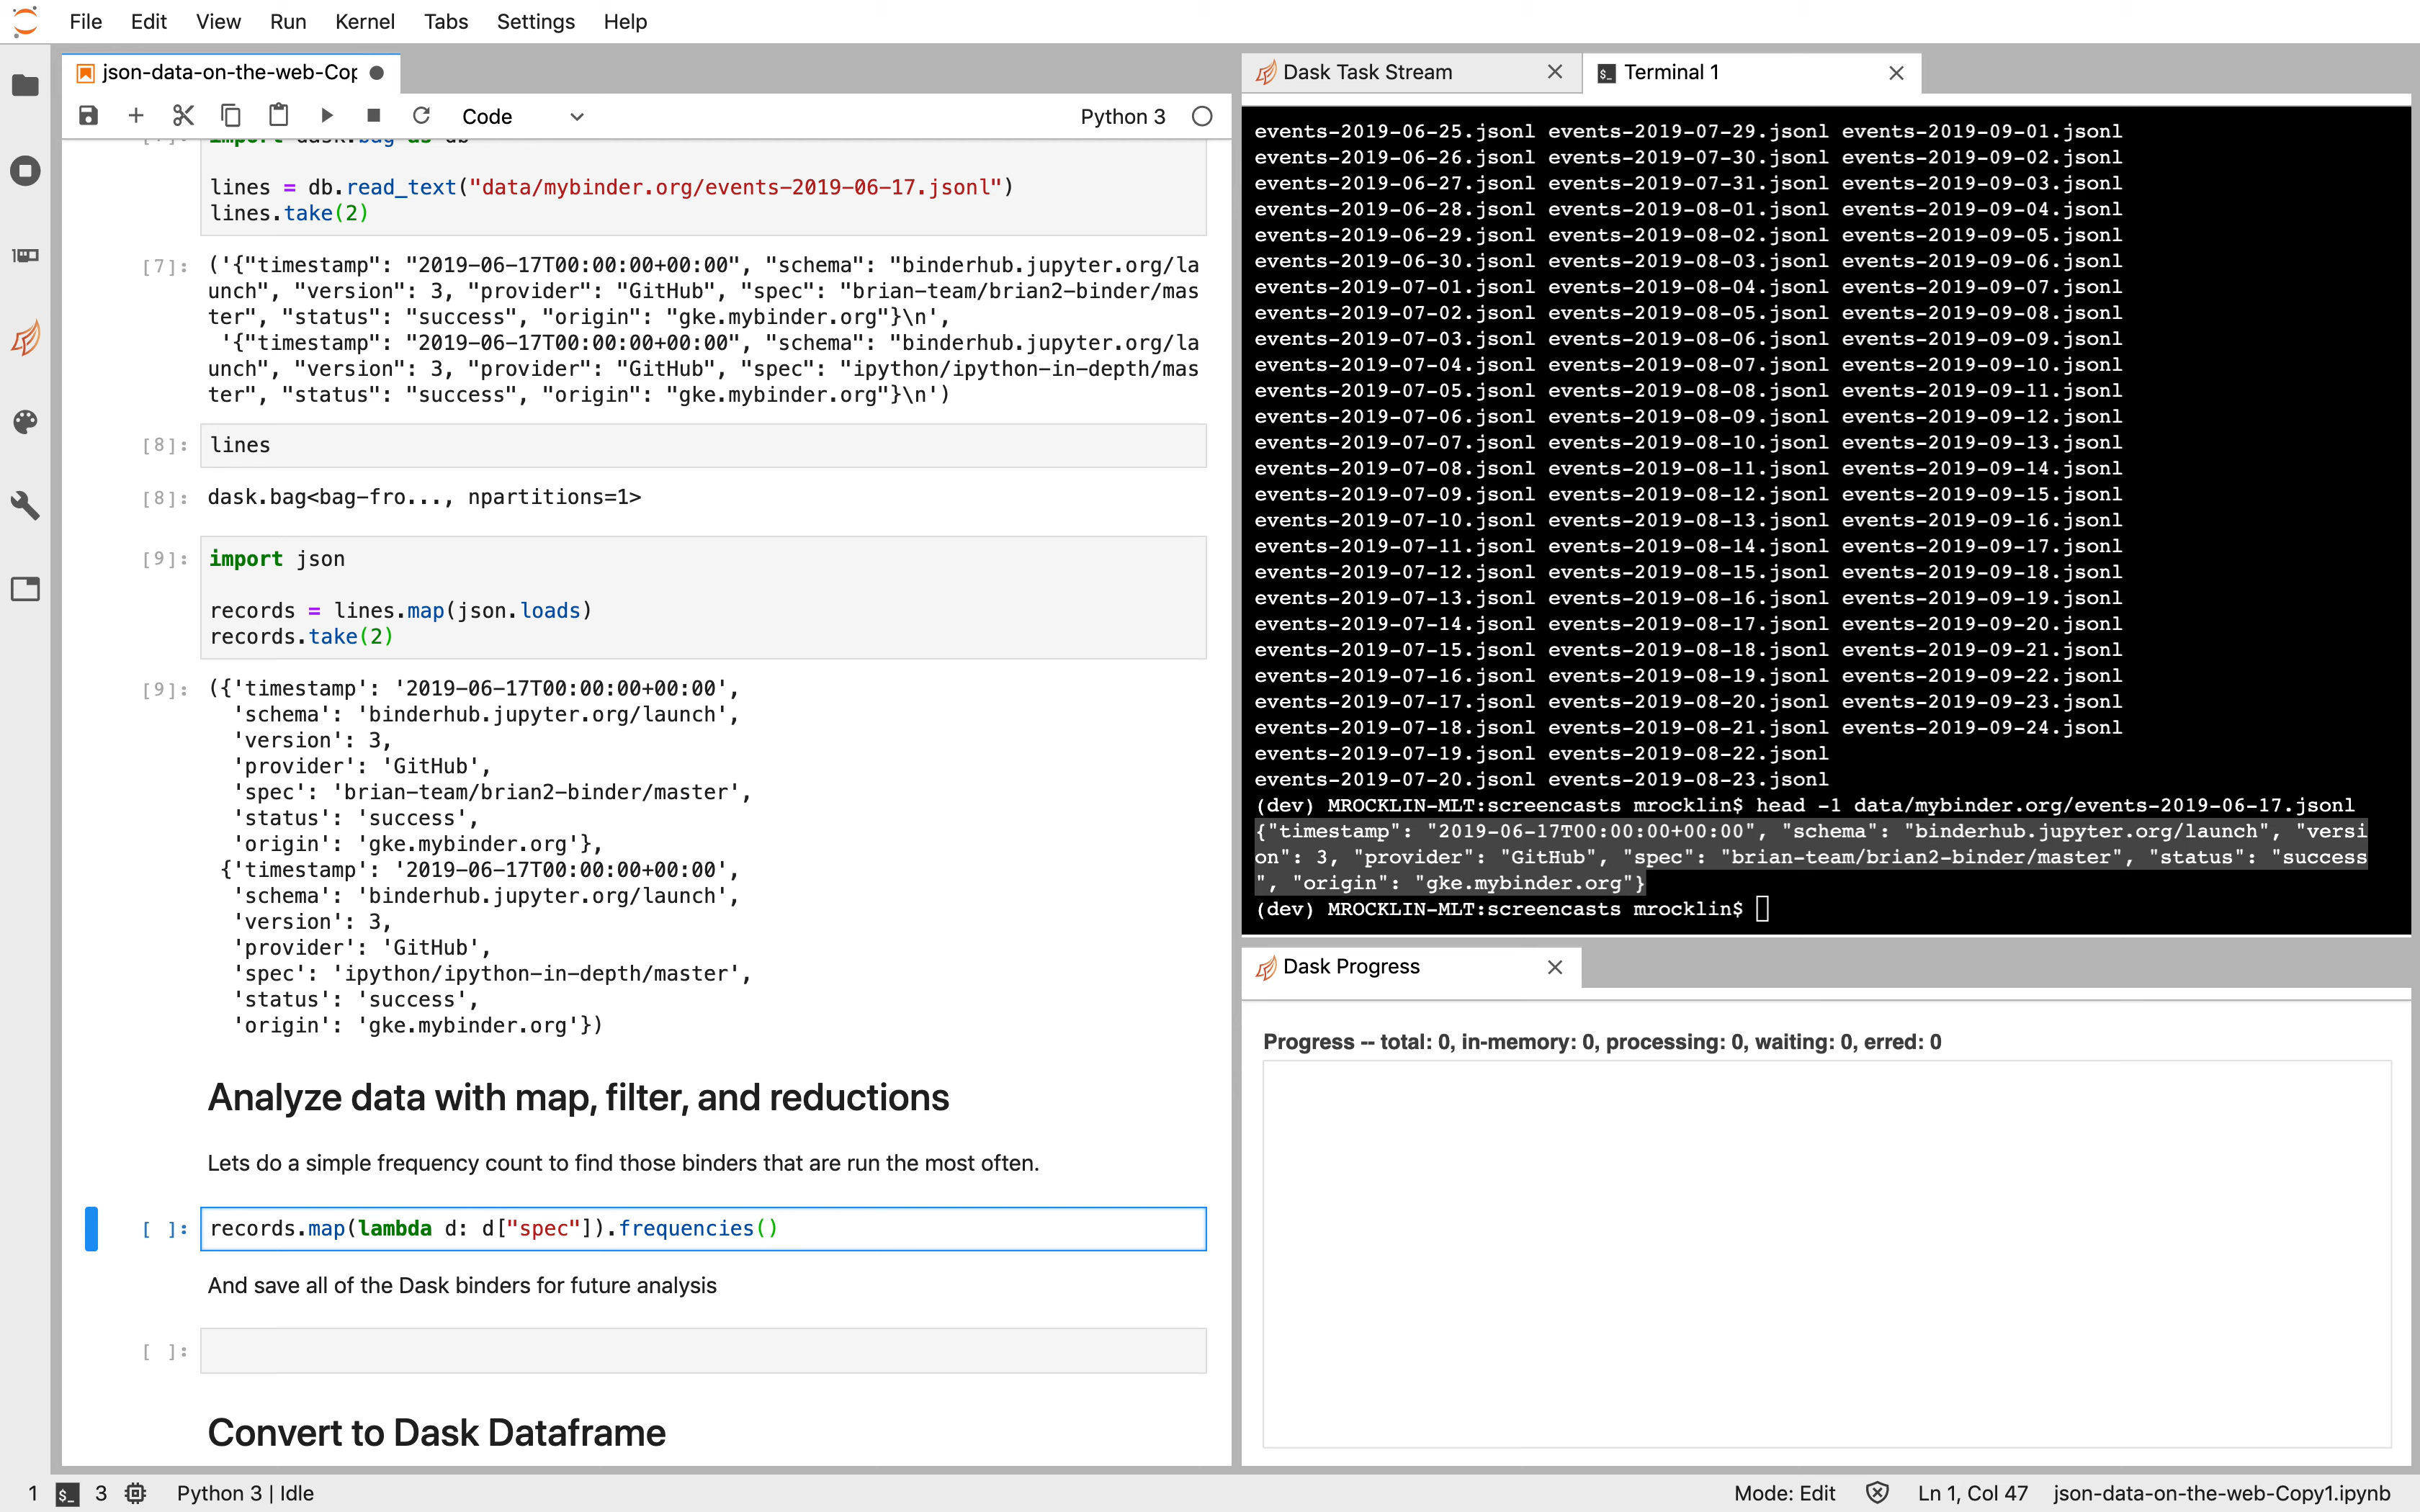 File Edit View Run Kernel Tabs Settings Help
json-data-on-the-web-Cop
Code
Python 3
import dask.bag as db
lines = db.read_text("data/mybinder.org/events-2019-06-17.jsonl")
lines.take(2)
[7]: ('{"timestamp": "2019-06-17T00:00:00+00:00", "schema": "binderhub.jupyter.org/la
unch", "version": 3, "provider": "GitHub", "spec": "brian-team/brian2-binder/mas
ter", "status": "success", "origin": "gke.mybinder.org"}\n',
'{"timestamp": "2019-06-17T00:00:00+00:00", "schema": "binderhub.jupyter.org/la
unch", "version": 3, "provider": "GitHub", "spec": "ipython/ipython-in-depth/mas
ter", "status": "success", "origin": "gke.mybinder.org"}\n')
[8]: lines
[8]: dask.bag<bag-fro..., npartitions=1>
[9]: import json
records = lines.map(json.loads)
records.take(2)
[9]: ({'timestamp': '2019-06-17T00:00:00+00:00',
'schema': 'binderhub.jupyter.org/launch',
'version': 3,
'provider': 'GitHub',
'spec': 'brian-team/brian2-binder/master',
'status': 'success',
'origin': 'gke.mybinder.org'},
{'timestamp': '2019-06-17T00:00:00+00:00',
'schema': 'binderhub.jupyter.org/launch',
'version': 3,
'provider': 'GitHub',
'spec': 'ipython/ipython-in-depth/master',
'status': 'success',
'origin': 'gke.mybinder.org'})
Analyze data with map, filter, and reductions
Lets do a simple frequency count to find those binders that are run the most often.
[ ]: records.map(lambda d: d["spec"]).frequencies()
And save all of the Dask binders for future analysis
[ ]:
Convert to Dask Dataframe
Dask Task Stream
Terminal 1
events-2019-06-25.jsonl events-2019-07-29.jsonl events-2019-09-01.jsonl
events-2019-06-26.jsonl events-2019-07-30.jsonl events-2019-09-02.jsonl
events-2019-06-27.jsonl events-2019-07-31.jsonl events-2019-09-03.jsonl
events-2019-06-28.jsonl events-2019-08-01.jsonl events-2019-09-04.jsonl
events-2019-06-29.jsonl events-2019-08-02.jsonl events-2019-09-05.jsonl
events-2019-06-30.jsonl events-2019-08-03.jsonl events-2019-09-06.jsonl
events-2019-07-01.jsonl events-2019-08-04.jsonl events-2019-09-07.jsonl
events-2019-07-02.jsonl events-2019-08-05.jsonl events-2019-09-08.jsonl
events-2019-07-03.jsonl events-2019-08-06.jsonl events-2019-09-09.jsonl
events-2019-07-04.jsonl events-2019-08-07.jsonl events-2019-09-10.jsonl
events-2019-07-05.jsonl events-2019-08-08.jsonl events-2019-09-11.jsonl
events-2019-07-06.jsonl events-2019-08-09.jsonl events-2019-09-12.jsonl
events-2019-07-07.jsonl events-2019-08-10.jsonl events-2019-09-13.jsonl
events-2019-07-08.jsonl events-2019-08-11.jsonl events-2019-09-14.jsonl
events-2019-07-09.jsonl events-2019-08-12.jsonl events-2019-09-15.jsonl
events-2019-07-10.jsonl events-2019-08-13.jsonl events-2019-09-16.jsonl
events-2019-07-11.jsonl events-2019-08-14.jsonl events-2019-09-17.jsonl
events-2019-07-12.jsonl events-2019-08-15.jsonl events-2019-09-18.jsonl
events-2019-07-13.jsonl events-2019-08-16.jsonl events-2019-09-19.jsonl
events-2019-07-14.jsonl events-2019-08-17.jsonl events-2019-09-20.jsonl
events-2019-07-15.jsonl events-2019-08-18.jsonl events-2019-09-21.jsonl
events-2019-07-16.jsonl events-2019-08-19.jsonl events-2019-09-22.jsonl
events-2019-07-17.jsonl events-2019-08-20.jsonl events-2019-09-23.jsonl
events-2019-07-18.jsonl events-2019-08-21.jsonl events-2019-09-24.jsonl
events-2019-07-19.jsonl events-2019-08-22.jsonl
events-2019-07-20.jsonl events-2019-08-23.jsonl
(dev) MROCKLIN-MLT:screencasts mrocklin$ head -1 data/mybinder.org/events-2019-06-17.jsonl
{"timestamp": "2019-06-17T00:00:00+00:00", "schema": "binderhub.jupyter.org/launch", "versi
on": 3, "provider": "GitHub", "spec": "brian-team/brian2-binder/master", "status": "success
", "origin": "gke.mybinder.org"}
(dev) MROCKLIN-MLT:screencasts mrocklin$
Dask Progress
Progress -- total: 0, in-memory: 0, processing: 0, waiting: 0, erred: 0
1 $_ 3 Python 3 | Idle
Mode: Edit Ln 1, Col 47 json-data-on-the-web-Copy1.ipynb